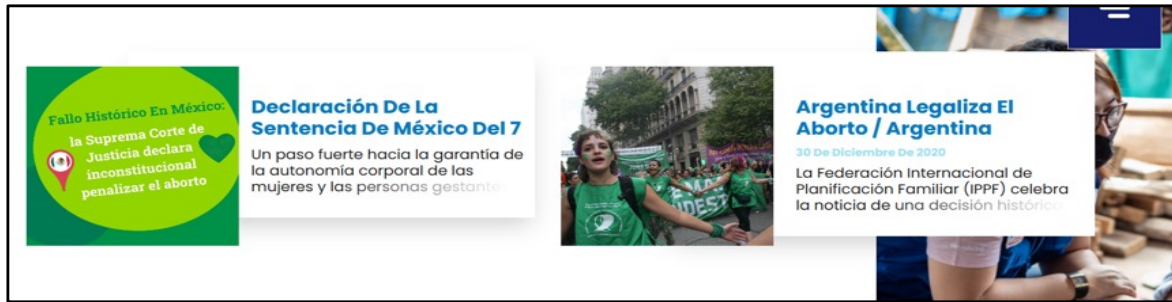 Fallo Histórico En México:
la Suprema Corte de
Justicia declara
inconstitucional
penalizar el aborto
Declaración De La
Sentencia De México Del 7
Un paso fuerte hacia la garantía de
la autonomía corporal de las
mujeres y las personas gestante
Argentina Legaliza El
Aborto / Argentina
30 De Diciembre De 2020
La Federación Internacional de
Planificación Familiar (IPPF) celebra
la noticia de una decisión histórica